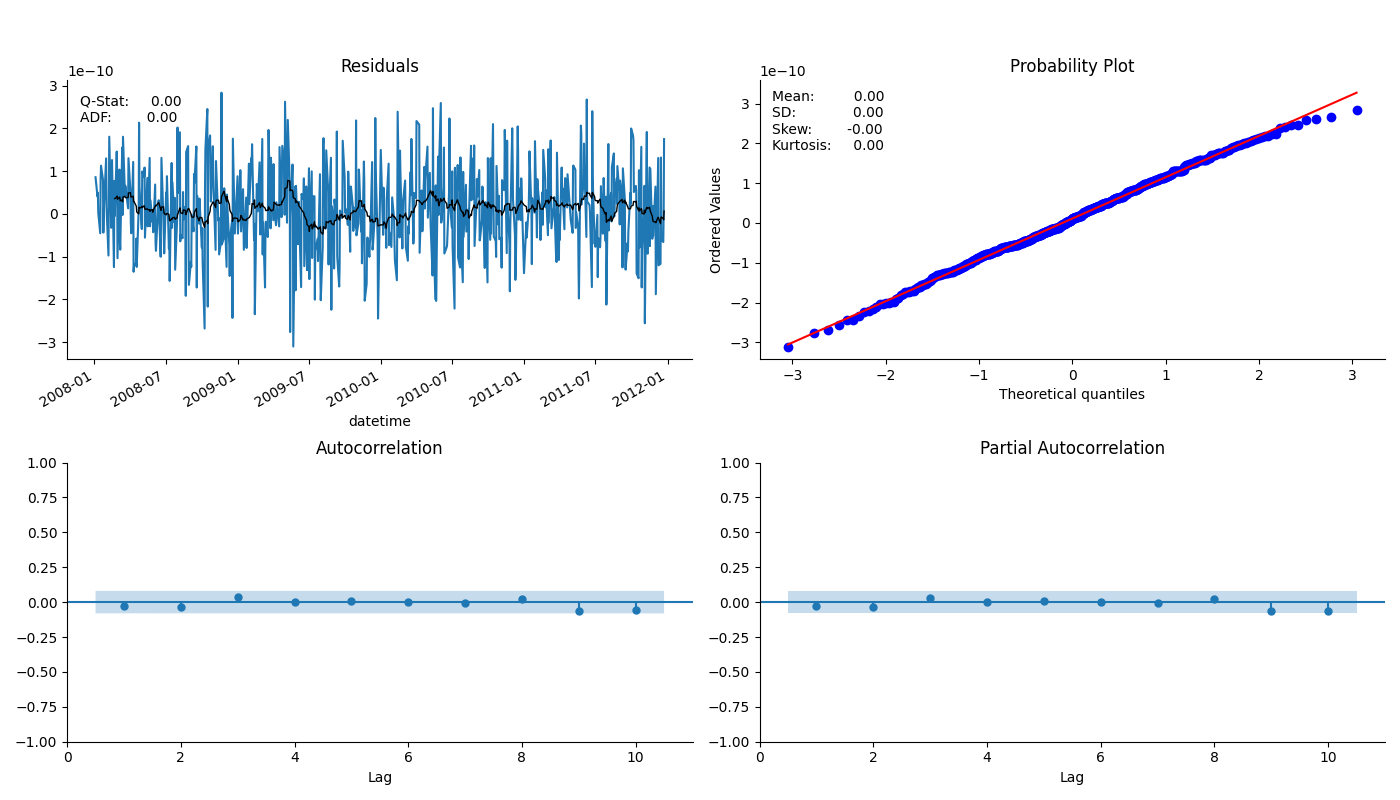 Residuals
1e−10
Q-Stat: 0.00
ADF: 0.00
3
2
1
0
−1
−2
−3
2008-01 2008-07 2009-01 2009-07 2010-01 2010-07 2011-01 2011-07 2012-01
datetime
Probability Plot
1e−10
Mean: 0.00
SD: 0.00
Skew: -0.00
Kurtosis: 0.00
Ordered Values
3
2
1
0
−1
−2
−3
−3 −2 −1 0 1 2 3
Theoretical quantiles
Autocorrelation
1.00
0.75
0.50
0.25
0.00
−0.25
−0.50
−0.75
−1.00
0 2 4 6 8 10
Lag
Partial Autocorrelation
1.00
0.75
0.50
0.25
0.00
−0.25
−0.50
−0.75
−1.00
0 2 4 6 8 10
Lag